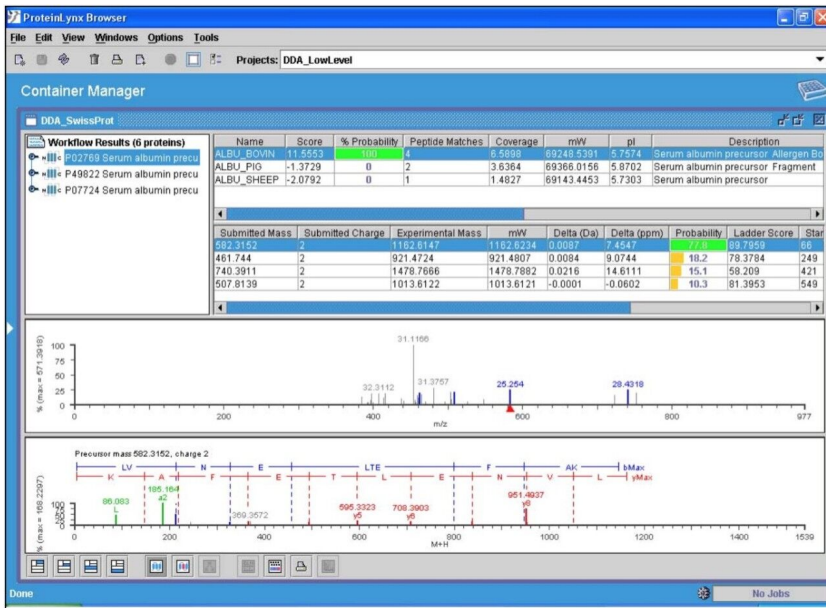 ProteinLynx Browser
File Edit View Windows Options Tools
Projects: DDA_LowLevel
Container Manager
DDA_SwissProt
Workflow Results (6 proteins)
P02769 Serum albumin precu
P49822 Serum albumin precu
P07724 Serum albumin precu
Name Score % Probability Peptide Matches Coverage mW pI Description
ALBU_BOVIN 11.5553 100 4 6.5898 69248.5391 5.7574 Serum albumin precursor Allergen Bo
ALBU_PIG -1.3729 0 2 3.6364 69366.0156 5.8702 Serum albumin precursor Fragment
ALBU_SHEEP -2.0792 0 1 1.4827 69143.4453 5.7303 Serum albumin precursor
Submitted Mass Submitted Charge Experimental Mass mW Delta (Da) Delta (ppm) Probability Ladder Score Star
582.3152 2 1162.6147 1162.6234 0.0087 7.4547 77.8 89.7959 66
461.744 2 921.4724 921.4807 0.0084 9.0744 18.2 78.3784 249
740.3911 2 1478.7666 1478.7882 0.0216 14.6111 15.1 58.209 421
507.8139 2 1013.6122 1013.6121 -0.0001 -0.0602 10.3 81.3953 549
% (max = 571.3918)
100
75
50
25
0
31.1166
32.3112 31.3757 25.254 28.4318
0 200 400 600 800 977
m/z
Precursor mass 582.3152, charge 2
LV N E LTE F AK bMax
K A F E T L E N V L yMax
% (max = 168.2297)
100
75
50
25
0
86.083
L
185.164
a2
369.3572
595.3323
y5
708.3903
y6
951.4937
y8
0 200 400 600 800 1000 1200 1400 1539
M+H
Done No Jobs